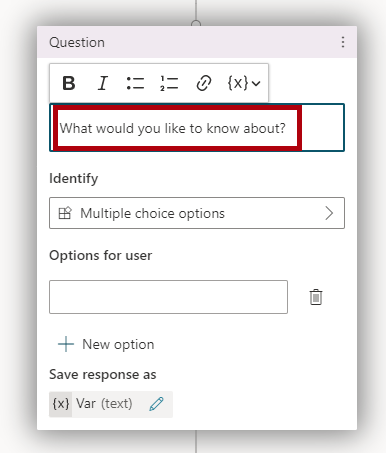 Question
B I {x}
What would you like to know about?
Identify
Multiple choice options
Options for user
New option
Save response as
{x} Var (text)